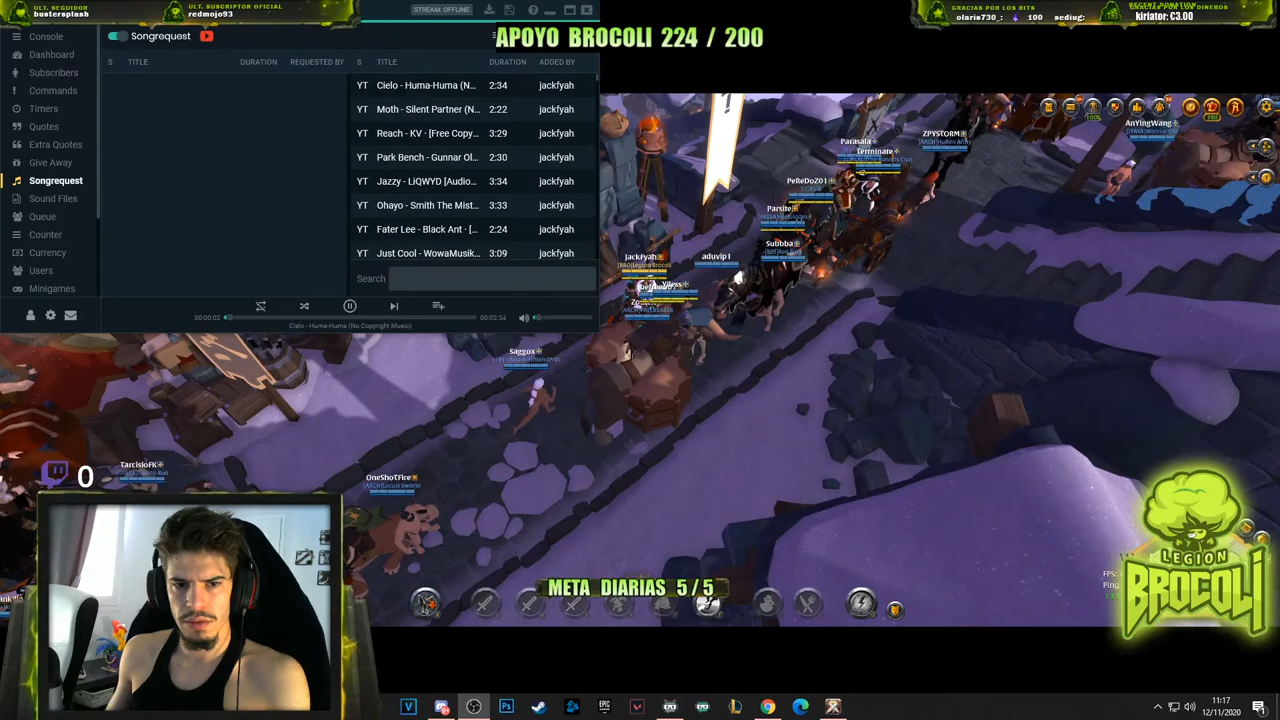 ULT. SEGUIDOR
bustersplash
ULT. SUSCRIPTOR OFICIAL
redmojo93
STREAM: OFFLINE
GRACIAS POR LOS BITS
olaris730_: 100 sediug:
kiriator: €3.00
APOYO BROCOLI 224 / 200
Console
Dashboard
Subscribers
Commands
Timers
Quotes
Extra Quotes
Give Away
Songrequest
Sound Files
Queue
Counter
Currency
Users
Minigames
Songrequest
S TITLE DURATION REQUESTED BY
S TITLE DURATION ADDED BY
YT Cielo - Huma-Huma (N... 2:34 jackfyah
YT Moth - Silent Partner (N... 2:22 jackfyah
YT Reach - KV · [Free Copy... 3:29 jackfyah
YT Park Bench - Gunnar Ol... 2:30 jackfyah
YT Jazzy - LiQWYD [Audio... 3:34 jackfyah
YT Ohayo - Smith The Mist... 3:33 jackfyah
YT Fater Lee - Black Ant · [... 2:24 jackfyah
YT Just Cool - WowaMusik... 3:09 jackfyah
Search
00:00:02
00:02:34
Cielo - Huma-Huma (No Copyright Music)
AnYingWang
ZPYSTORM
Parasala
Terminate
PeReDoZ01
Parsite
Subbba
Jackfyah
aduvip1
Saggox
TarcisioFK
OneShotFire
0
META DIARIAS 5/5
FPS:
Ping:
LEGION
BROCOLI
11:17
12/11/2020